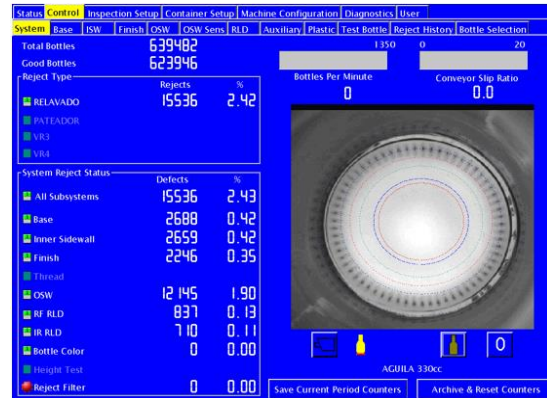 Status Control Inspection Setup Container Setup Machine Configuration Diagnostics User
System Base ISW Finish OSW OSW Sens RLD Auxiliary Plastic Test Bottle Reject History Bottle Selection
Total Bottles 639482
Good Bottles 623946
1350 0 20
Bottles Per Minute Conveyor Slip Ratio
0 0.0
Reject Type
Rejects %
RELAVADO 15536 2.42
PATEADOR
VR3
VR4
System Reject Status
Defects %
All Subsystems 15536 2.43
Base 2688 0.42
Inner Sidewall 2659 0.42
Finish 2246 0.35
Thread
OSW 12145 1.90
RF RLD 837 0.13
IR RLD 710 0.11
Bottle Color 0 0.00
Height Test
Reject Filter 0 0.00
0
AGUILA 330cc
Save Current Period Counters Archive & Reset Counters